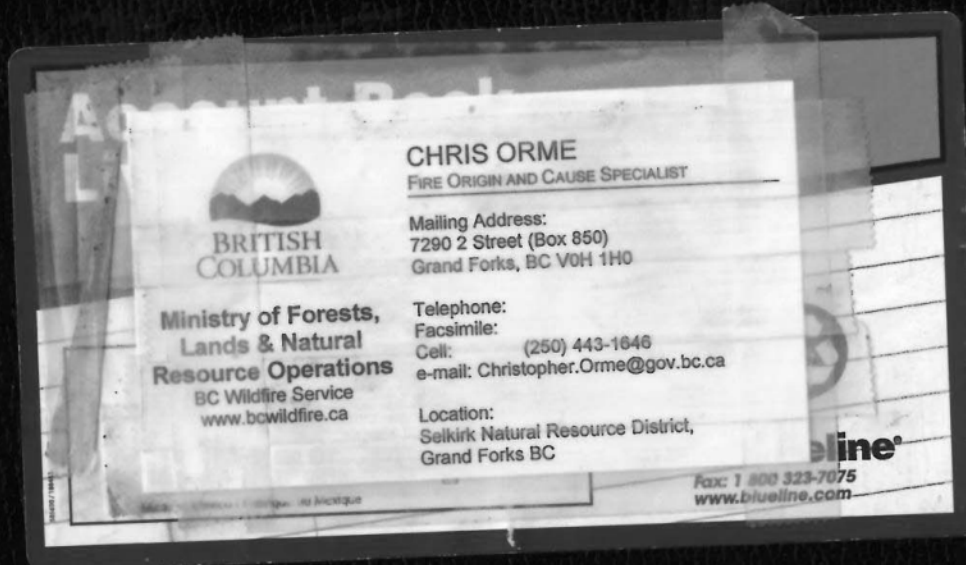 Account Book
CHRIS ORME
FIRE ORIGIN AND CAUSE SPECIALIST
BRITISH
COLUMBIA
Ministry of Forests,
Lands & Natural
Resource Operations
BC Wildfire Service
www.bcwildfire.ca
Mailing Address:
7290 2 Street (Box 850)
Grand Forks, BC V0H 1H0
Telephone:
Facsimile:
Cell: (250) 443-1646
e-mail: Christopher.Orme@gov.bc.ca
Location:
Selkirk Natural Resource District,
Grand Forks BC
eline®
Fax: 1 800 323-7075
www.blueline.com
Mexique